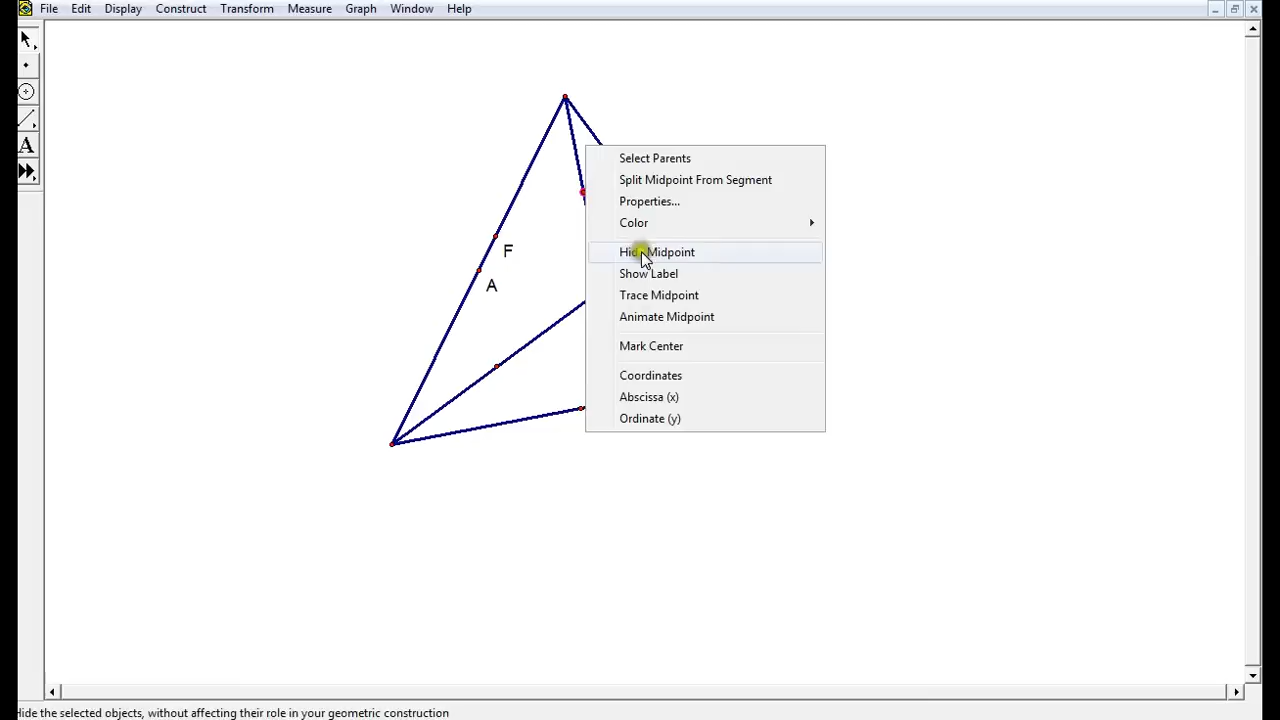 File Edit Display Construct Transform Measure Graph Window Help
A
Select Parents
Split Midpoint From Segment
Properties...
Color
Hide Midpoint
Show Label
Trace Midpoint
Animate Midpoint
Mark Center
Coordinates
Abscissa (x)
Ordinate (y)
F
A
Hide the selected objects, without affecting their role in your geometric construction